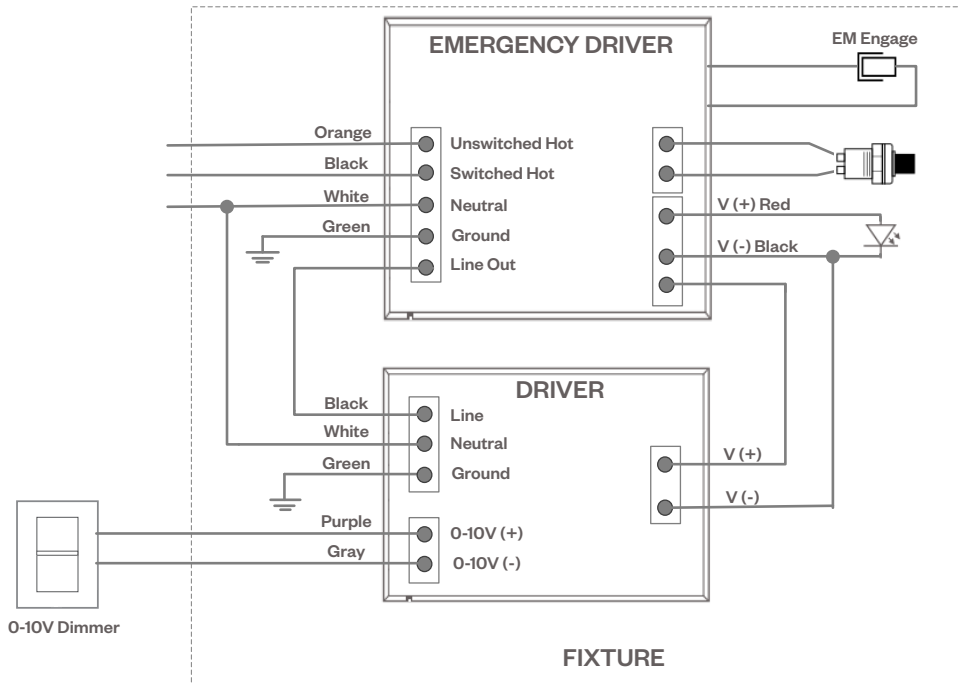 EMERGENCY DRIVER
EM Engage
Orange
Unswitched Hot
Black
Switched Hot
White
Neutral
V (+) Red
Green
Ground
V (-) Black
Line Out
DRIVER
Black
Line
White
Neutral
V (+)
Green
Ground
V (-)
Purple
0-10V (+)
Gray
0-10V (-)
0-10V Dimmer
FIXTURE